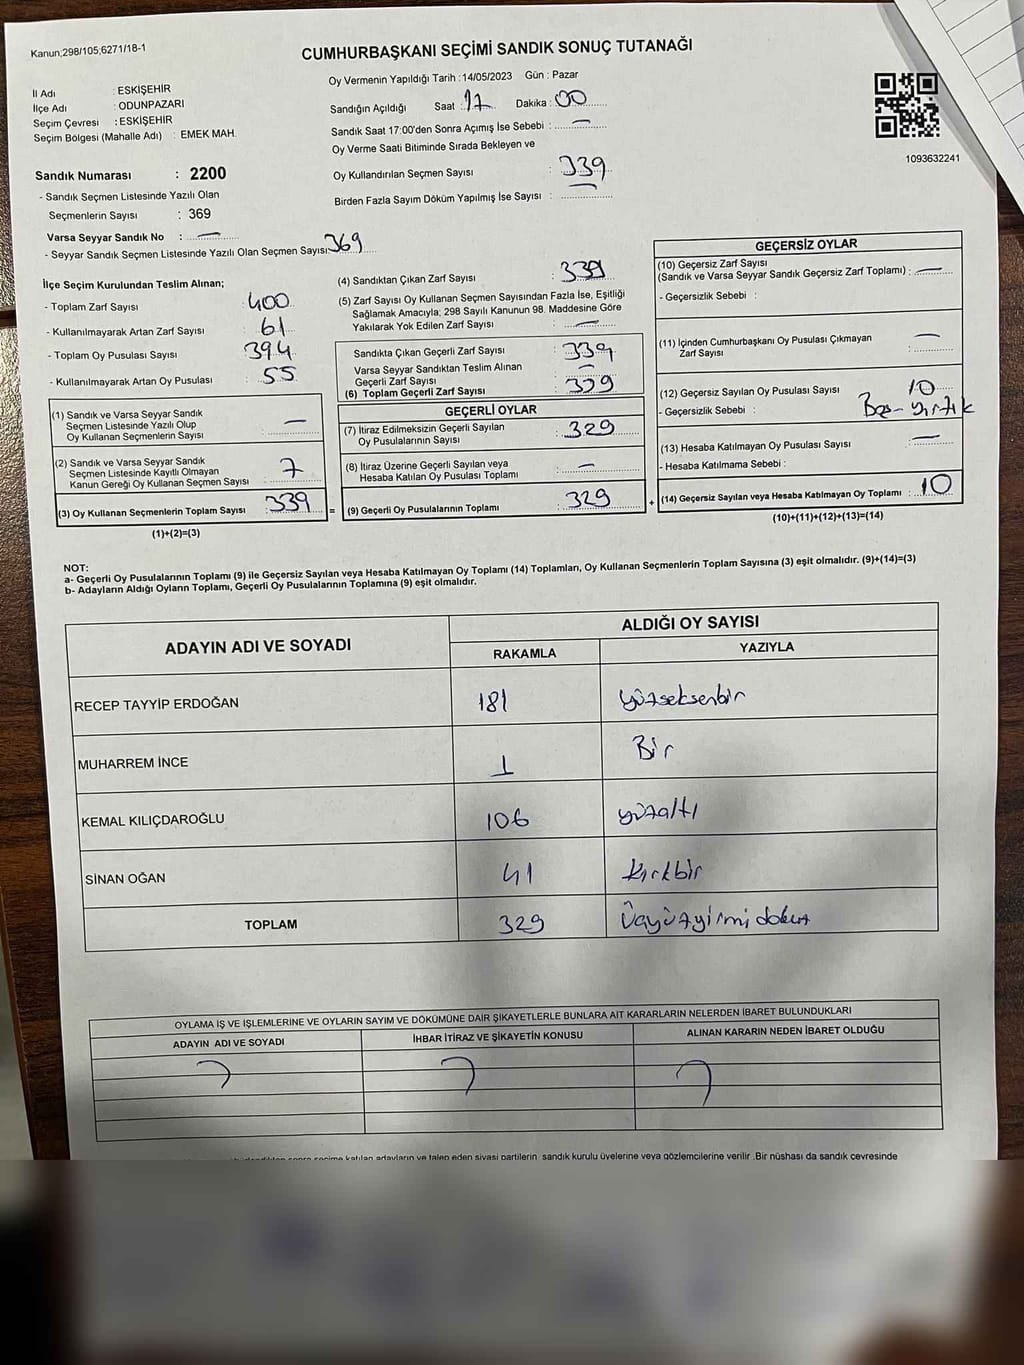 Kanun;298/105;6271/18-1
CUMHURBAŞKANI SEÇİMİ SANDIK SONUÇ TUTANAĞI
İl Adı : ESKİŞEHİR
İlçe Adı : ODUNPAZARI
Seçim Çevresi : ESKİŞEHİR
Seçim Bölgesi (Mahalle Adı) : EMEK MAH.
Oy Vermenin Yapıldığı Tarih : 14/05/2023 Gün : Pazar
Sandığın Açıldığı Saat : 17 Dakika : 00
Sandık Saat 17:00'den Sonra Açımış İse Sebebi : —
Oy Verme Saati Bitiminde Sırada Bekleyen ve
Oy Kullandırılan Seçmen Sayısı : 339
Birden Fazla Sayım Döküm Yapılmış İse Sayısı : —
1093632241
Sandık Numarası : 2200
- Sandık Seçmen Listesinde Yazılı Olan
Seçmenlerin Sayısı : 369
Varsa Seyyar Sandık No : —
- Seyyar Sandık Seçmen Listesinde Yazılı Olan Seçmen Sayısı: 369
İlçe Seçim Kurulundan Teslim Alınan;
- Toplam Zarf Sayısı : 400
- Kullanılmayarak Artan Zarf Sayısı : 61
- Toplam Oy Pusulası Sayısı : 394
- Kullanılmayarak Artan Oy Pusulası : 55
(1) Sandık ve Varsa Seyyar Sandık
Seçmen Listesinde Yazılı Olup
Oy Kullanan Seçmenlerin Sayısı : —
(2) Sandık ve Varsa Seyyar Sandık
Seçmen Listesinde Kayıtlı Olmayan
Kanun Gereği Oy Kullanan Seçmen Sayısı : 7
(3) Oy Kullanan Seçmenlerin Toplam Sayısı : 339
(1)+(2)=(3)
(4) Sandıktan Çıkan Zarf Sayısı : 339
(5) Zarf Sayısı Oy Kullanan Seçmen Sayısından Fazla İse, Eşitliği
Sağlamak Amacıyla; 298 Sayılı Kanunun 98. Maddesine Göre
Yakılarak Yok Edilen Zarf Sayısı : —
Sandıkta Çıkan Geçerli Zarf Sayısı : 339
Varsa Seyyar Sandıktan Teslim Alınan
Geçerli Zarf Sayısı : —
(6) Toplam Geçerli Zarf Sayısı : 339
GEÇERLİ OYLAR
(7) İtiraz Edilmeksizin Geçerli Sayılan
Oy Pusulalarının Sayısı : 329
(8) İtiraz Üzerine Geçerli Sayılan veya
Hesaba Katılan Oy Pusulası Toplamı : —
= (9) Geçerli Oy Pusulalarının Toplamı : 329 +
GEÇERSİZ OYLAR
(10) Geçersiz Zarf Sayısı
(Sandık ve Varsa Seyyar Sandık Geçersiz Zarf Toplamı) : —
- Geçersizlik Sebebi :
(11) İçinden Cumhurbaşkanı Oy Pusulası Çıkmayan
Zarf Sayısı : —
(12) Geçersiz Sayılan Oy Pusulası Sayısı : 10
- Geçersizlik Sebebi : Boş-Yırtık
(13) Hesaba Katılmayan Oy Pusulası Sayısı : —
- Hesaba Katılmama Sebebi :
(14) Geçersiz Sayılan veya Hesaba Katılmayan Oy Toplamı : 10
(10)+(11)+(12)+(13)=(14)
NOT:
a- Geçerli Oy Pusulalarının Toplamı (9) ile Geçersiz Sayılan veya Hesaba Katılmayan Oy Toplamı (14) Toplamları, Oy Kullanan Seçmenlerin Toplam Sayısına (3) eşit olmalıdır. (9)+(14)=(3)
b- Adayların Aldığı Oyların Toplamı, Geçerli Oy Pusulalarının Toplamına (9) eşit olmalıdır.
ADAYIN ADI VE SOYADI ALDIĞI OY SAYISI
RAKAMLA YAZIYLA
RECEP TAYYİP ERDOĞAN 181 yüzseksenbir
MUHARREM İNCE 1 Bir
KEMAL KILIÇDAROĞLU 106 yüzaltı
SİNAN OĞAN 41 Kırkbir
TOPLAM 329 Üçyüzyirmidokuz
OYLAMA İŞ VE İŞLEMLERİNE VE OYLARIN SAYIM VE DÖKÜMÜNE DAİR ŞİKAYETLERLE BUNLARA AİT KARARLARIN NELERDEN İBARET BULUNDUKLARI
ADAYIN ADI VE SOYADI İHBAR İTİRAZ VE ŞİKAYETİN KONUSU ALINAN KARARIN NEDEN İBARET OLDUĞU
sonra seçime katılan adayların ve talep eden siyasi partilerin sandık kurulu üyelerine veya gözlemcilerine verilir .Bir nüshası da sandık çevresinde